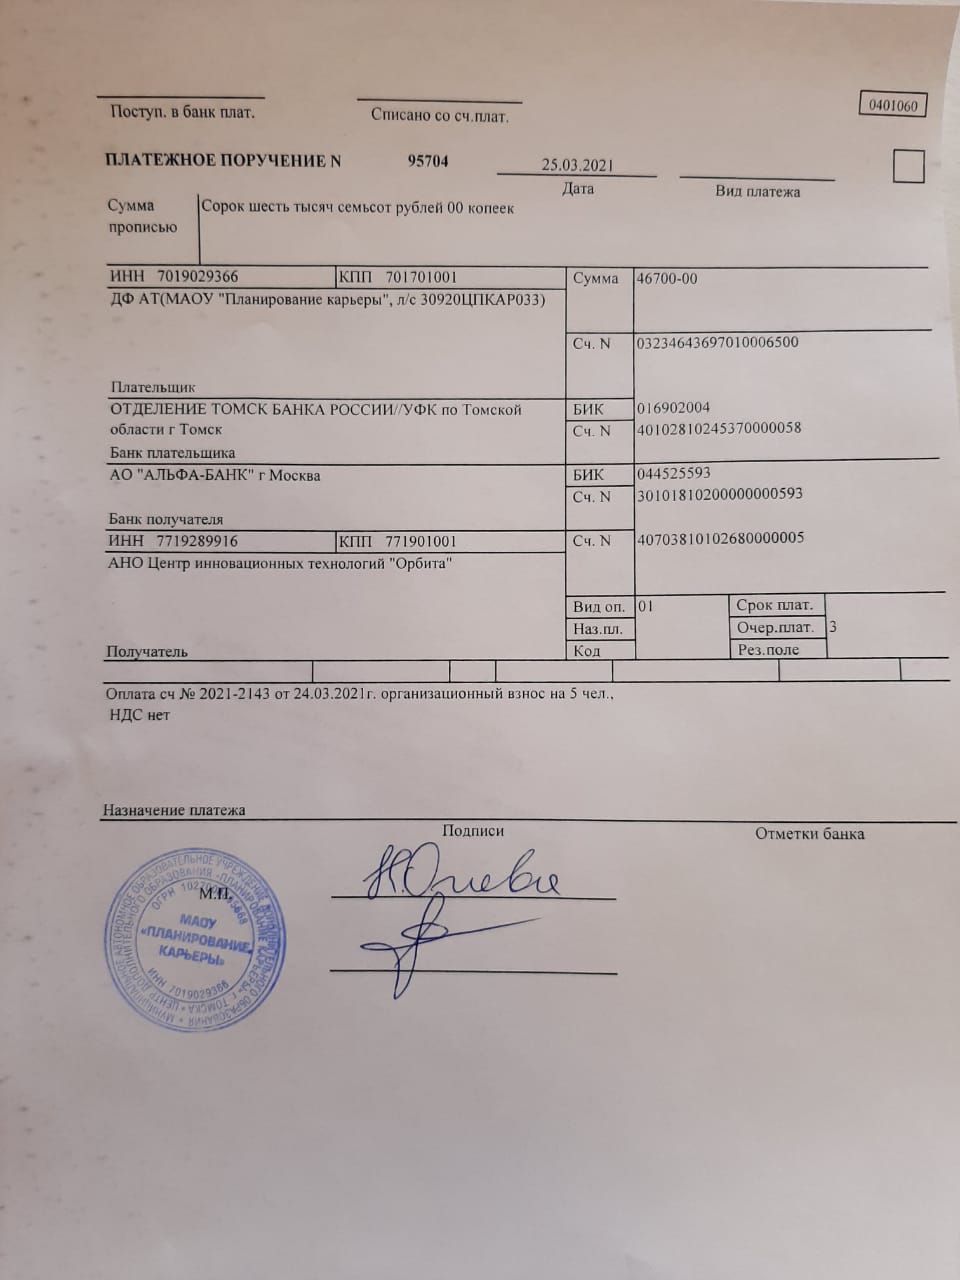 0401060
Поступ. в банк плат.
Списано со сч.плат.
ПЛАТЕЖНОЕ ПОРУЧЕНИЕ N 95704 25.03.2021
Дата
Вид платежа
Сумма прописью
Сорок шесть тысяч семьсот рублей 00 копеек
ИНН 7019029366 КПП 701701001 Сумма 46700-00
ДФ АТ(МАОУ "Планирование карьеры", л/с 30920ЦПКАР033)
Сч. N 03234643697010006500
Плательщик
ОТДЕЛЕНИЕ ТОМСК БАНКА РОССИИ//УФК по Томской БИК 016902004
области г Томск Сч. N 40102810245370000058
Банк плательщика
АО "АЛЬФА-БАНК" г Москва БИК 044525593
Сч. N 30101810200000000593
Банк получателя
ИНН 7719289916 КПП 771901001 Сч. N 40703810102680000005
АНО Центр инновационных технологий "Орбита"
Вид оп. 01 Срок плат.
Наз.пл. Очер.плат. 3
Получатель Код Рез.поле
Оплата сч № 2021-2143 от 24.03.2021г. организационный взнос на 5 чел.,
НДС нет
Назначение платежа
Подписи
Отметки банка
М.П.
МАОУ
«ПЛАНИРОВАНИЕ
КАРЬЕРЫ»
ИНН 7019029366